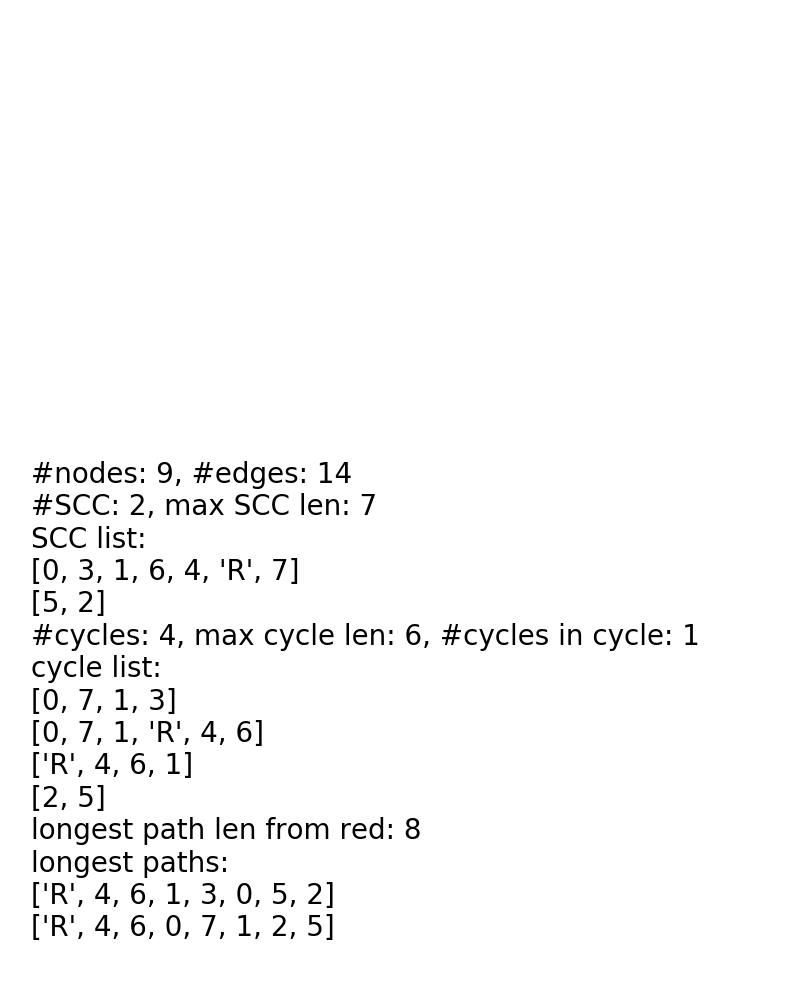 #nodes: 9, #edges: 14
#SCC: 2, max SCC len: 7
SCC list:
[0, 3, 1, 6, 4, 'R', 7]
[5, 2]
#cycles: 4, max cycle len: 6, #cycles in cycle: 1
cycle list:
[0, 7, 1, 3]
[0, 7, 1, 'R', 4, 6]
['R', 4, 6, 1]
[2, 5]
longest path len from red: 8
longest paths:
['R', 4, 6, 1, 3, 0, 5, 2]
['R', 4, 6, 0, 7, 1, 2, 5]